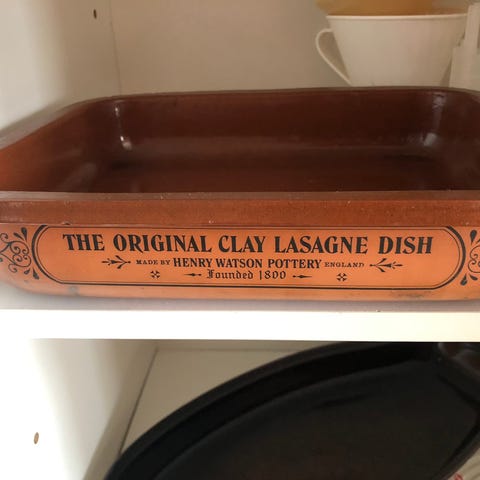 THE ORIGINAL CLAY LASAGNE DISH
MADE BY HENRY WATSON POTTERY ENGLAND
Founded 1800